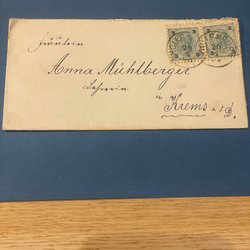 Fräulein
Anna Mühlberger
Lehrerin
in Krems a. d. D.